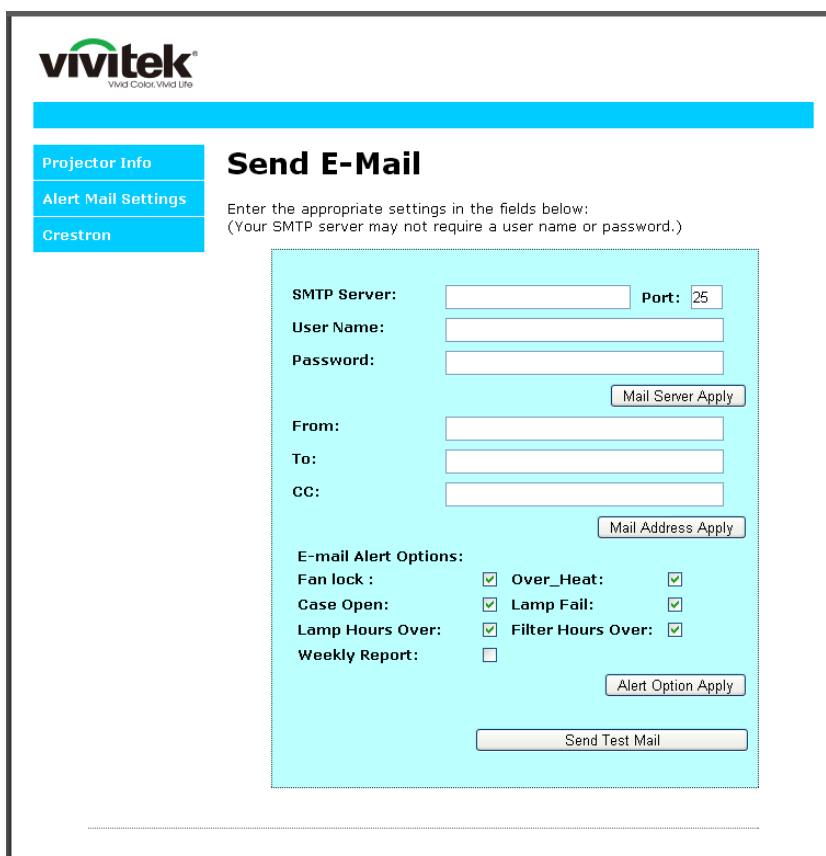 vivitek®
Vivid Color, Vivid Life
Projector Info
Alert Mail Settings
Crestron
Send E-Mail
Enter the appropriate settings in the fields below:
(Your SMTP server may not require a user name or password.)
SMTP Server: Port: 25
User Name:
Password:
Mail Server Apply
From:
To:
CC:
Mail Address Apply
E-mail Alert Options:
Fan lock : Over_Heat:
Case Open: Lamp Fail:
Lamp Hours Over: Filter Hours Over:
Weekly Report:
Alert Option Apply
Send Test Mail